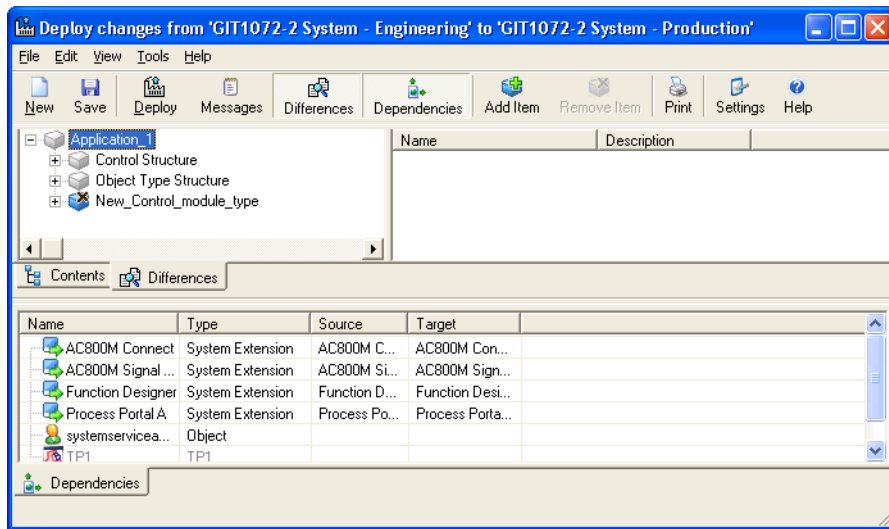 Deploy changes from 'GIT1072-2 System - Engineering' to 'GIT1072-2 System - Production'
File Edit View Tools Help
New Save Deploy Messages Differences Dependencies Add Item Remove Item Print Settings Help
Application_1 Name Description
Control Structure
Object Type Structure
New_Control_module_type
Contents Differences
Name Type Source Target
AC800M Connect System Extension AC800M C... AC800M Con...
AC800M Signal ... System Extension AC800M Si... AC800M Sign...
Function Designer System Extension Function D... Function Desi...
Process Portal A System Extension Process Po... Process Porta...
systemservicea... Object
TP1 TP1
Dependencies